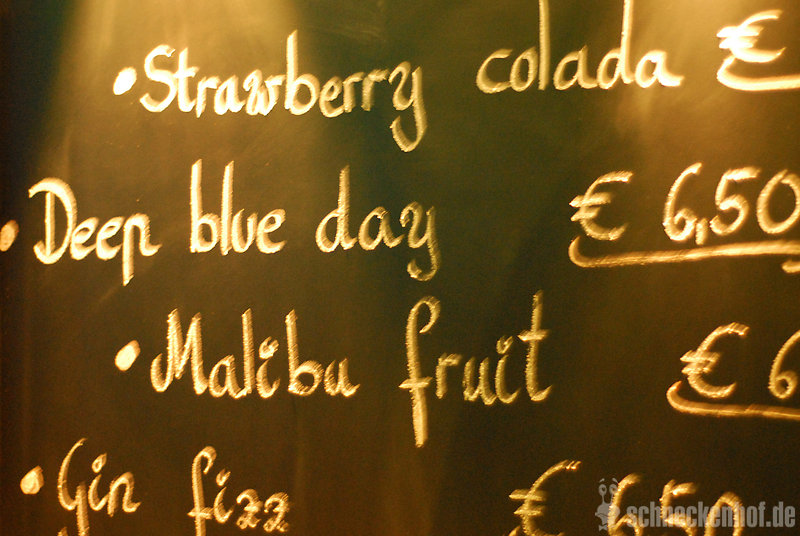 • Strawberry colada €
• Deep blue day € 6,50
• Malibu fruit € 6
• Gin fizz € 6,50
schneckenhof.de